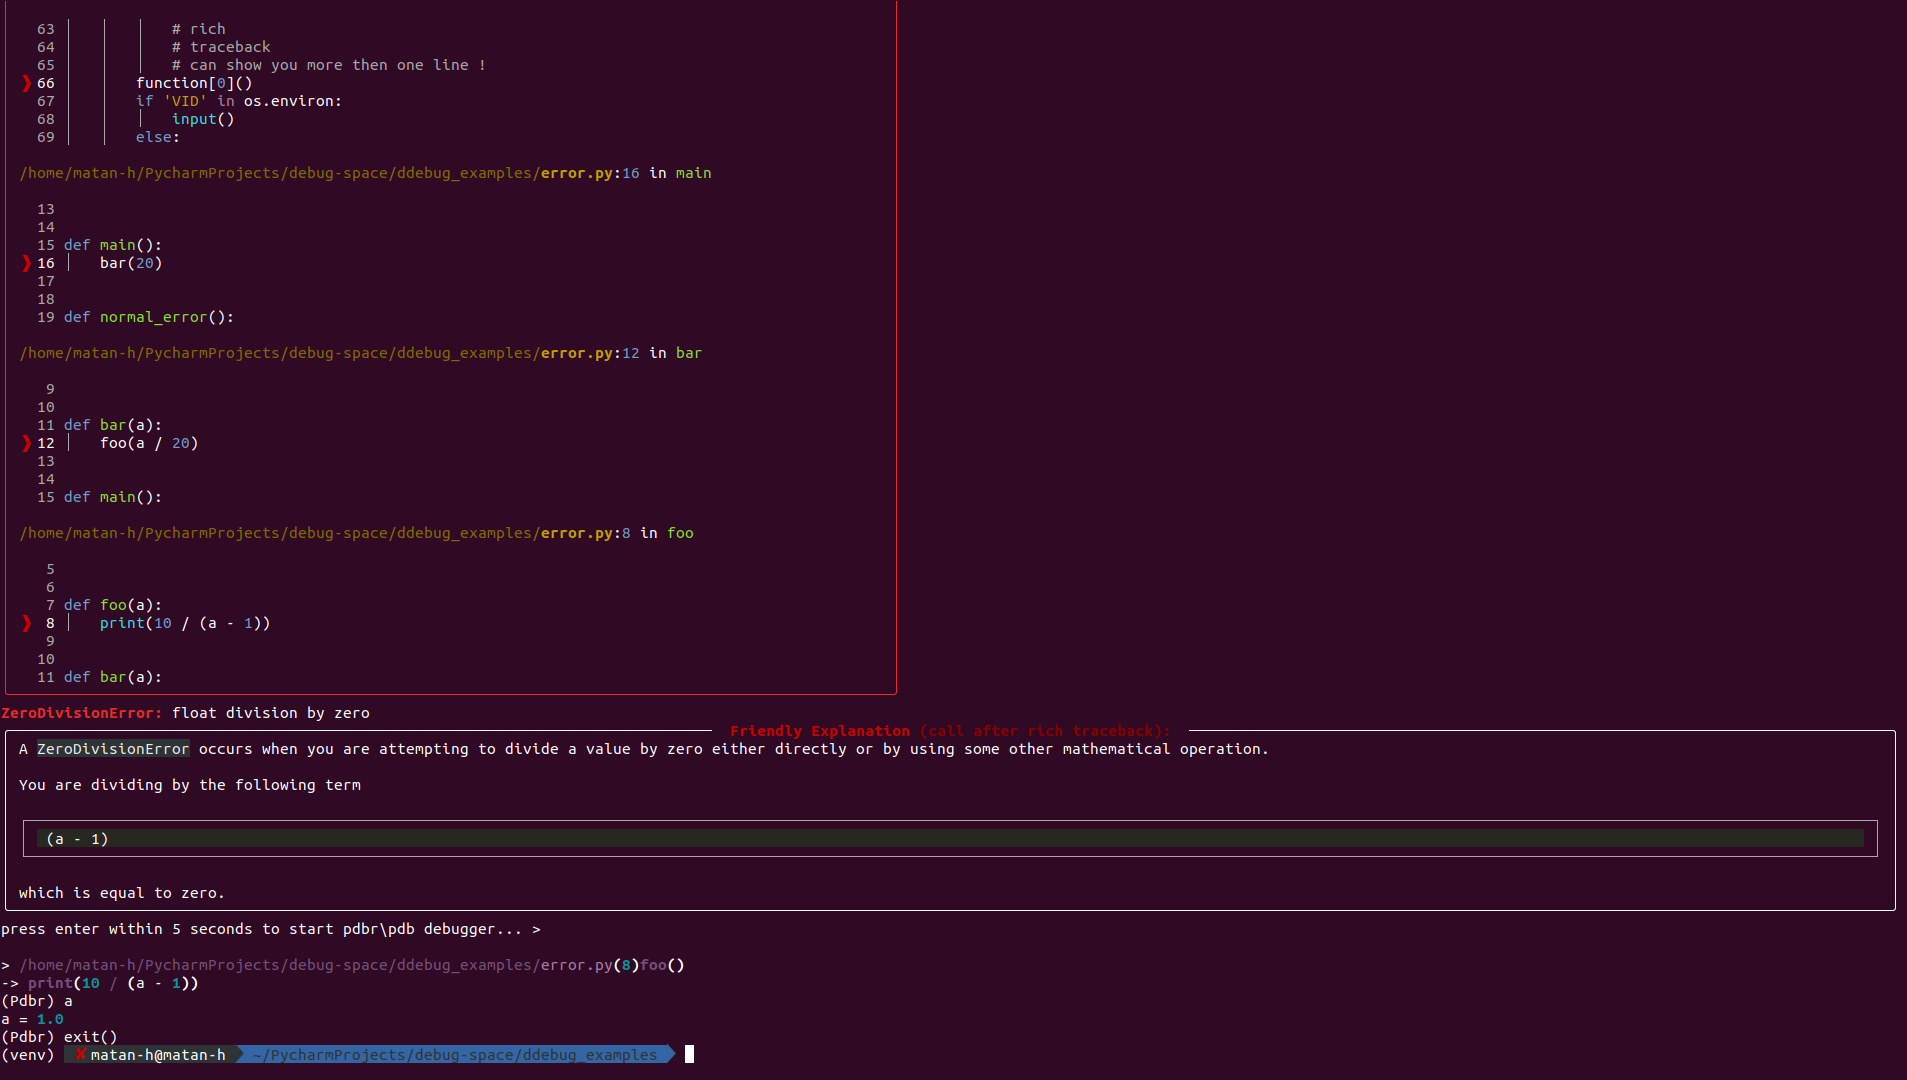 63 # rich
64 # traceback
65 # can show you more then one line !
❱ 66 function[0]()
67 if 'VID' in os.environ:
68 input()
69 else:
/home/matan-h/PycharmProjects/debug-space/ddebug_examples/error.py:16 in main
13
14
15 def main():
❱ 16 bar(20)
17
18
19 def normal_error():
/home/matan-h/PycharmProjects/debug-space/ddebug_examples/error.py:12 in bar
9
10
11 def bar(a):
❱ 12 foo(a / 20)
13
14
15 def main():
/home/matan-h/PycharmProjects/debug-space/ddebug_examples/error.py:8 in foo
5
6
7 def foo(a):
❱ 8 print(10 / (a - 1))
9
10
11 def bar(a):
ZeroDivisionError: float division by zero
Friendly Explanation (call after rich traceback):
A ZeroDivisionError occurs when you are attempting to divide a value by zero either directly or by using some other mathematical operation.
You are dividing by the following term
(a - 1)
which is equal to zero.
press enter within 5 seconds to start pdbr\pdb debugger... >
> /home/matan-h/PycharmProjects/debug-space/ddebug_examples/error.py(8)foo()
-> print(10 / (a - 1))
(Pdbr) a
a = 1.0
(Pdbr) exit()
(venv) ✘ matan-h@matan-h ~/PycharmProjects/debug-space/ddebug_examples